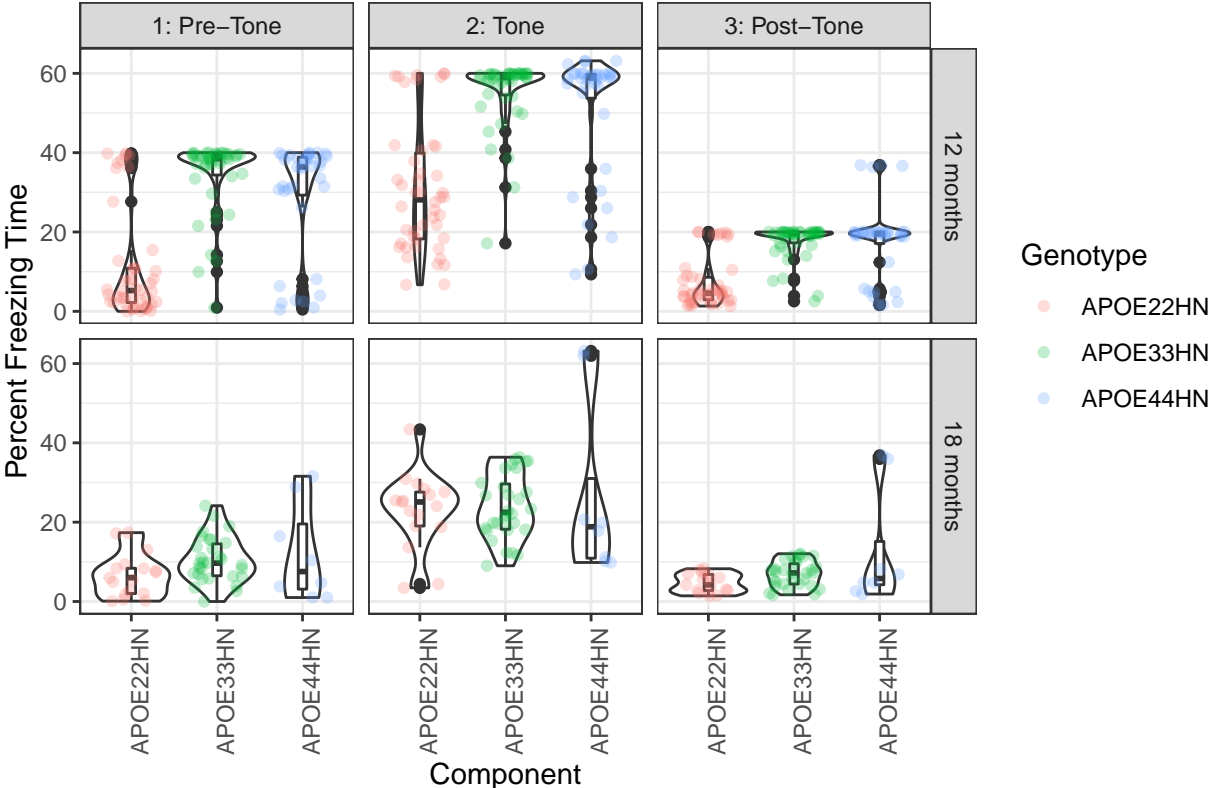 1: Pre−Tone
2: Tone
3: Post−Tone
Percent Freezing Time
60
40
20
0
12 months
60
40
20
0
18 months
APOE22HN
APOE33HN
APOE44HN
APOE22HN
APOE33HN
APOE44HN
APOE22HN
APOE33HN
APOE44HN
Component
Genotype
APOE22HN
APOE33HN
APOE44HN